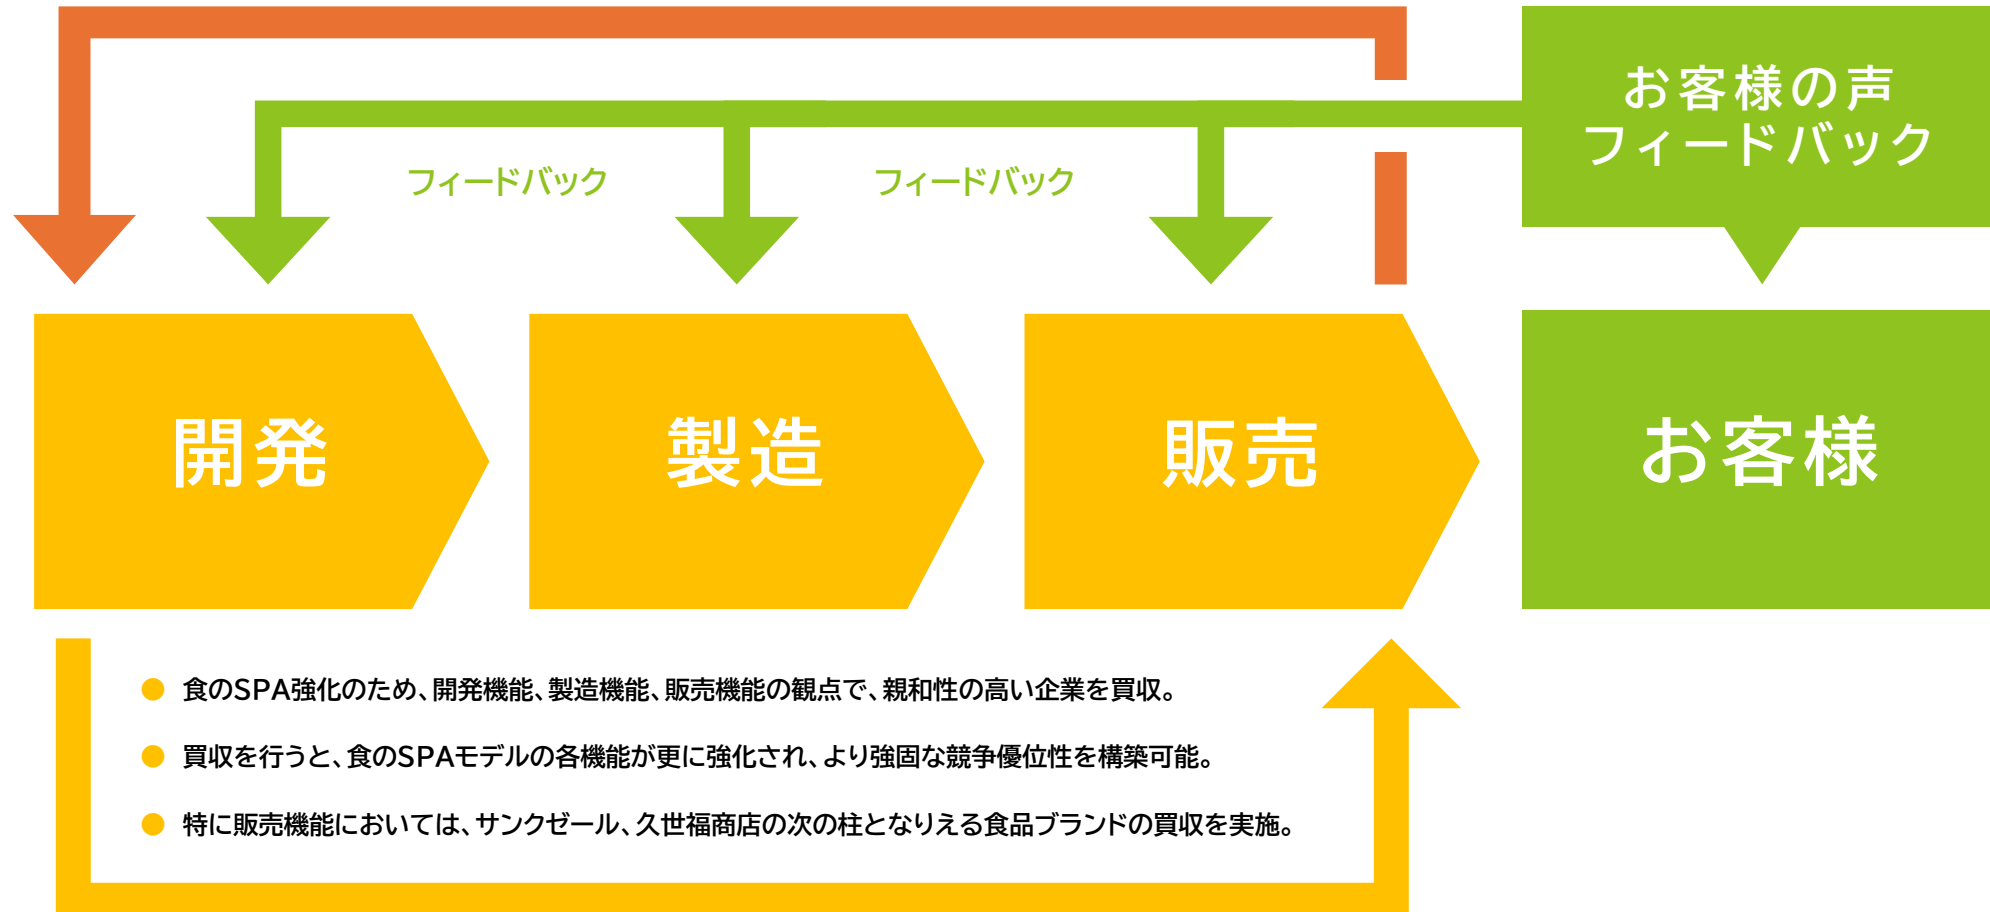 お客様の声
フィードバック
フィードバック
フィードバック
開発
製造
販売
お客様
食のSPA強化のため、開発機能、製造機能、販売機能の観点で、親和性の高い企業を買収。
買収を行うと、食のSPAモデルの各機能が更に強化され、より強固な競争優位性を構築可能。
特に販売機能においては、サンクゼール、久世福商店の次の柱となりえる食品ブランドの買収を実施。